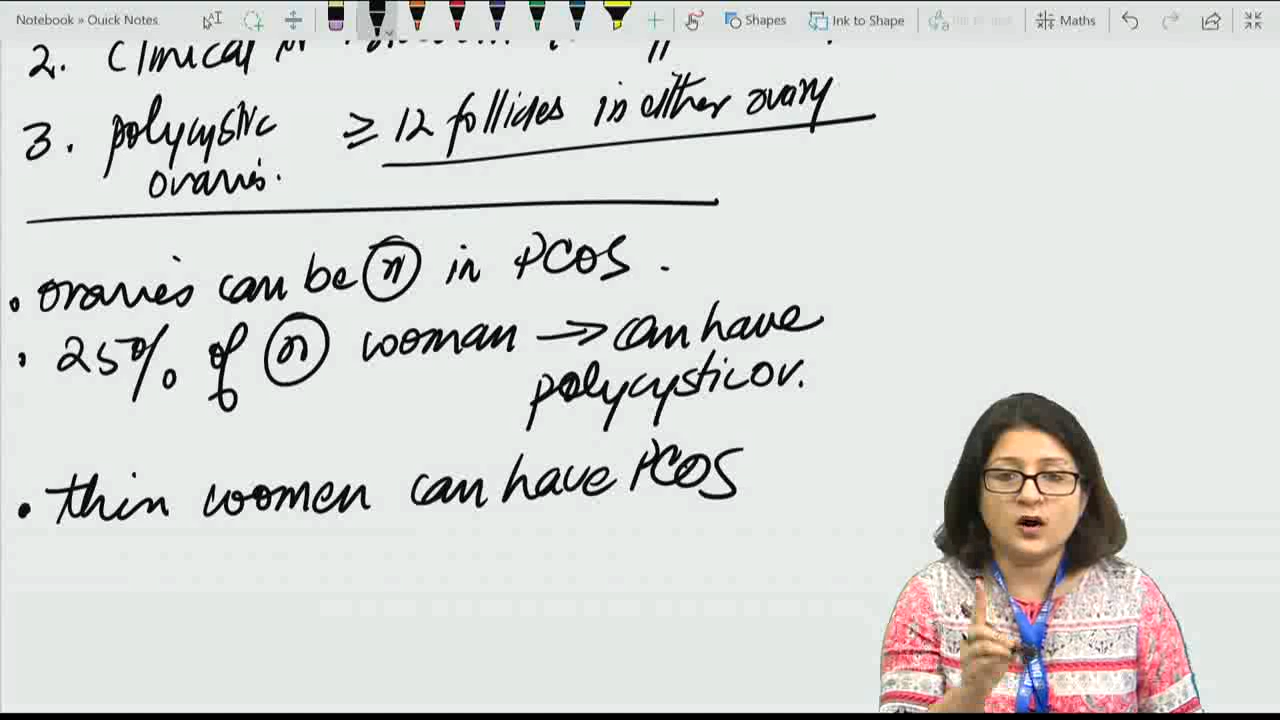 Notebook » Quick Notes
Shapes
Ink to Shape
Maths
2. Clinical
3. polycystic ≥ 12 follicles in either ovary
ovaries.
• ovaries can be n in PCOS.
• 25% of n woman → can have
polycystic ov.
• thin women can have PCOS